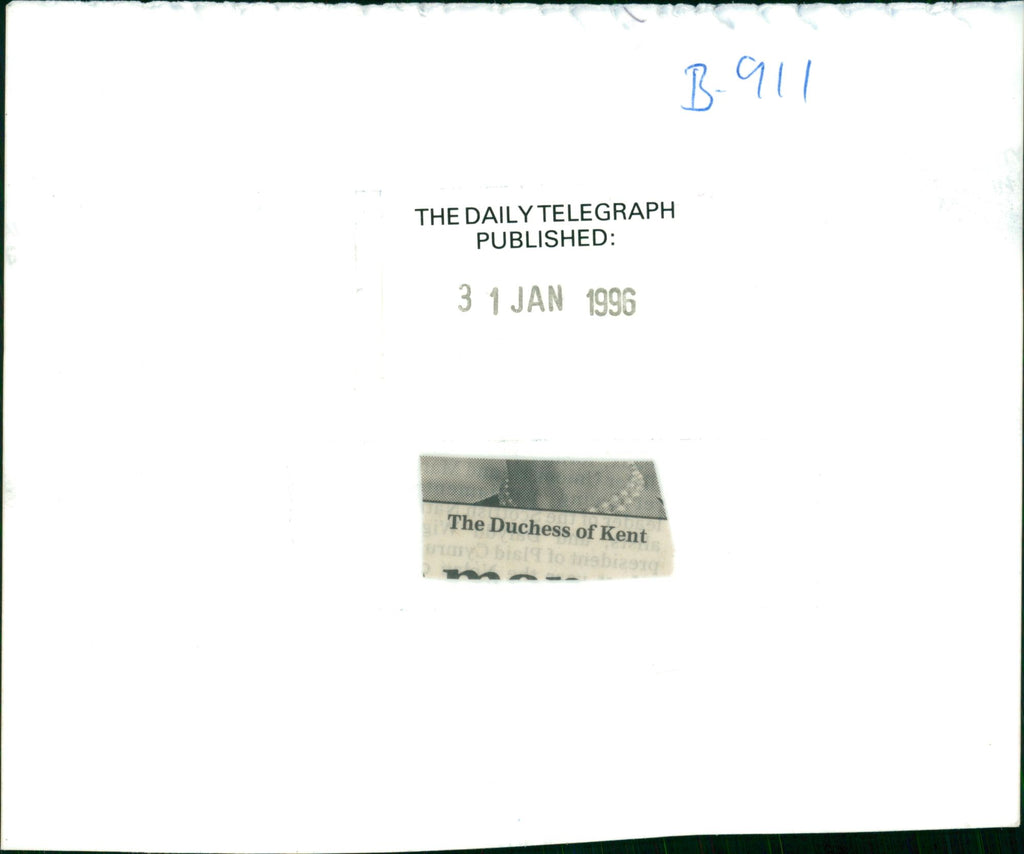 B-911
THE DAILY TELEGRAPH
PUBLISHED:
31 JAN 1996
The Duchess of Kent